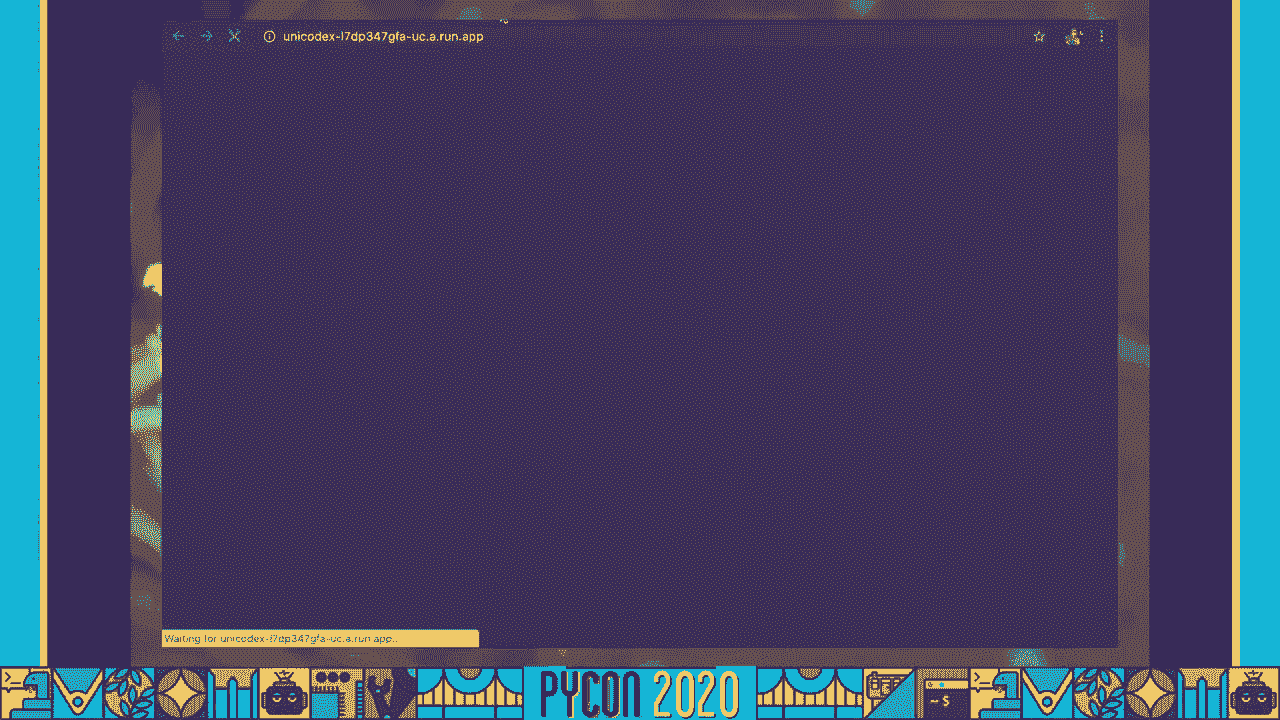 unicodex-l7dp347gfa-uc.a.run.app
Waiting for unicodex-l7dp347gfa-uc.a.run.app...
>_
~ $
PYCON 2020
>_